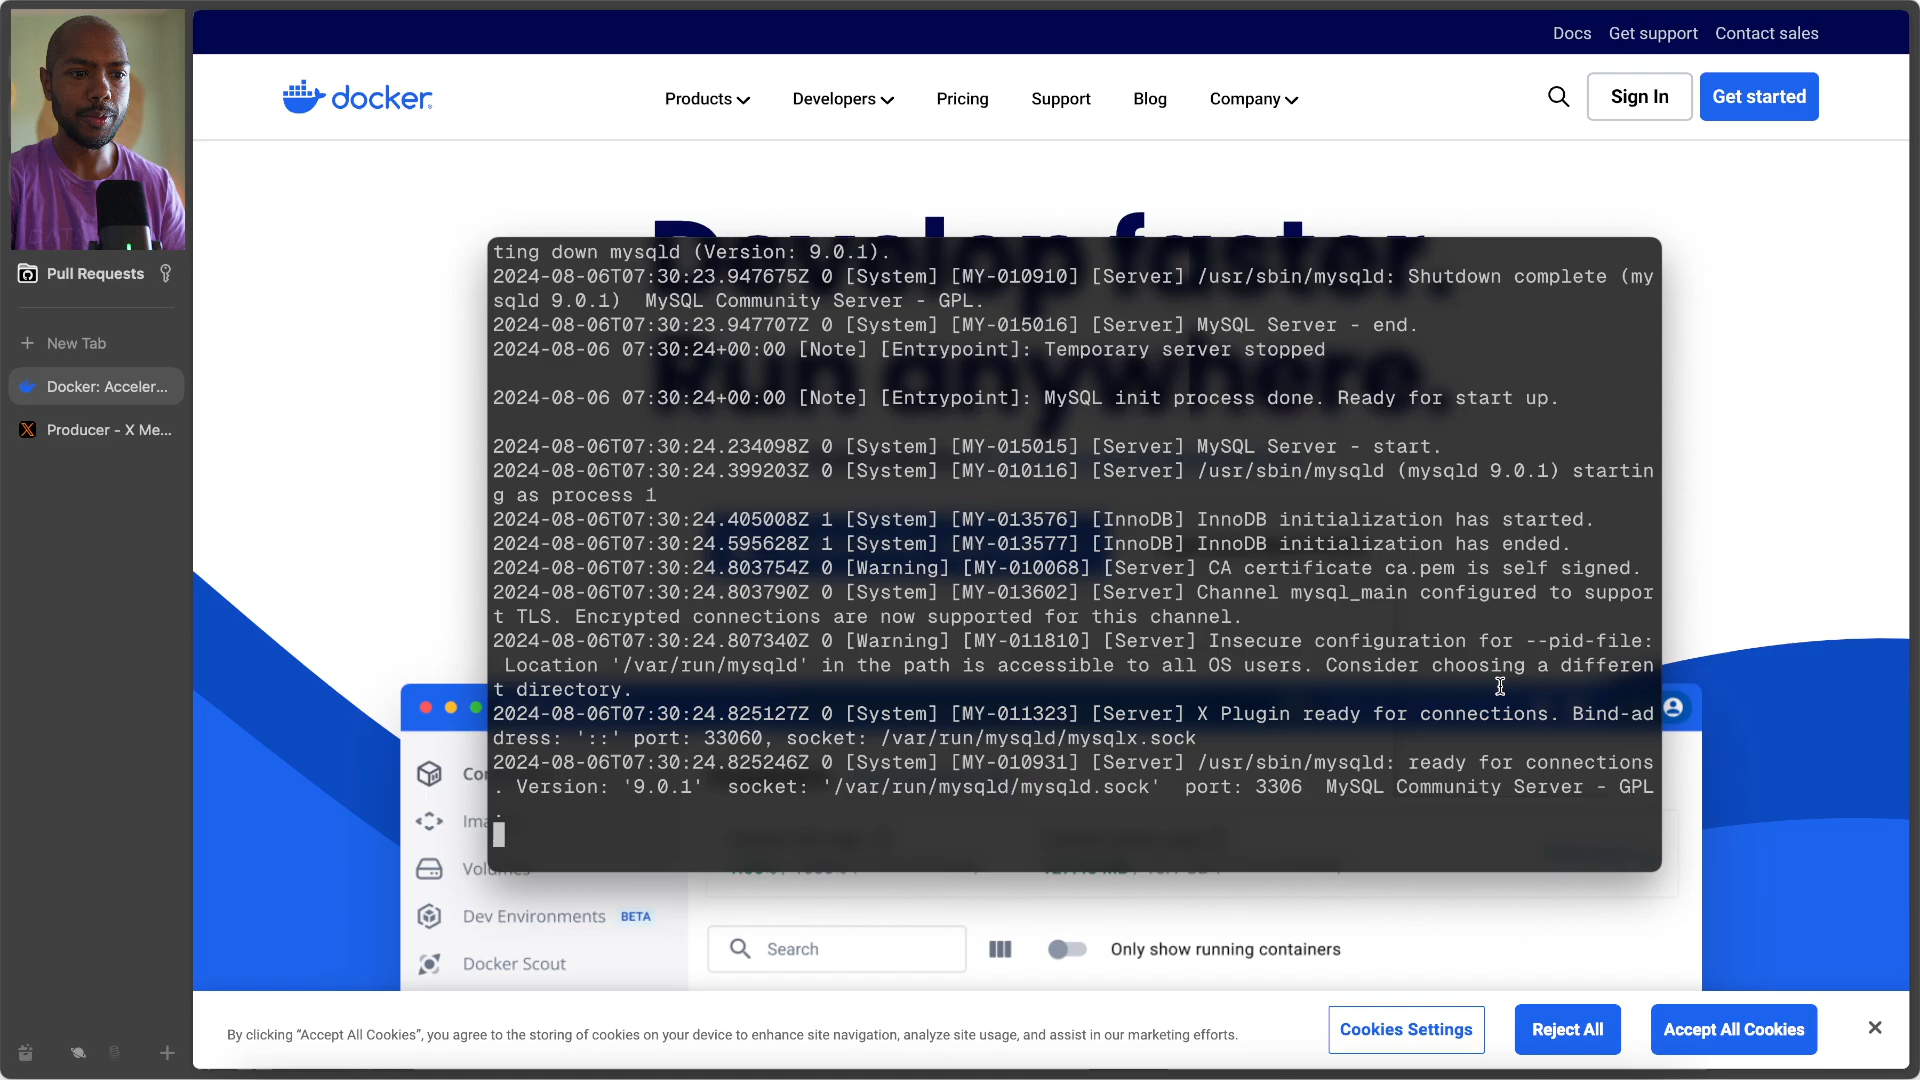 Docs Get support Contact sales
docker
Products Developers Pricing Support Blog Company Sign In Get started
Pull Requests
New Tab
Docker: Acceler...
Producer - X Me...
Develop faster.
Run anywhere.
ting down mysqld (Version: 9.0.1).
2024-08-06T07:30:23.947675Z 0 [System] [MY-010910] [Server] /usr/sbin/mysqld: Shutdown complete (my
sqld 9.0.1)  MySQL Community Server - GPL.
2024-08-06T07:30:23.947707Z 0 [System] [MY-015016] [Server] MySQL Server - end.
2024-08-06 07:30:24+00:00 [Note] [Entrypoint]: Temporary server stopped
2024-08-06 07:30:24+00:00 [Note] [Entrypoint]: MySQL init process done. Ready for start up.
2024-08-06T07:30:24.234098Z 0 [System] [MY-015015] [Server] MySQL Server - start.
2024-08-06T07:30:24.399203Z 0 [System] [MY-010116] [Server] /usr/sbin/mysqld (mysqld 9.0.1) startin
g as process 1
2024-08-06T07:30:24.405008Z 1 [System] [MY-013576] [InnoDB] InnoDB initialization has started.
2024-08-06T07:30:24.595628Z 1 [System] [MY-013577] [InnoDB] InnoDB initialization has ended.
2024-08-06T07:30:24.803754Z 0 [Warning] [MY-010068] [Server] CA certificate ca.pem is self signed.
2024-08-06T07:30:24.803790Z 0 [System] [MY-013602] [Server] Channel mysql_main configured to suppor
t TLS. Encrypted connections are now supported for this channel.
2024-08-06T07:30:24.807340Z 0 [Warning] [MY-011810] [Server] Insecure configuration for --pid-file:
Location '/var/run/mysqld' in the path is accessible to all OS users. Consider choosing a differen
t directory.
2024-08-06T07:30:24.825127Z 0 [System] [MY-011323] [Server] X Plugin ready for connections. Bind-ad
dress: '::' port: 33060, socket: /var/run/mysqld/mysqlx.sock
2024-08-06T07:30:24.825246Z 0 [System] [MY-010931] [Server] /usr/sbin/mysqld: ready for connections
. Version: '9.0.1'  socket: '/var/run/mysqld/mysqld.sock'  port: 3306  MySQL Community Server - GPL
.
Dev Environments BETA
Docker Scout
Search
Only show running containers
By clicking “Accept All Cookies”, you agree to the storing of cookies on your device to enhance site navigation, analyze site usage, and assist in our marketing efforts.
Cookies Settings Reject All Accept All Cookies